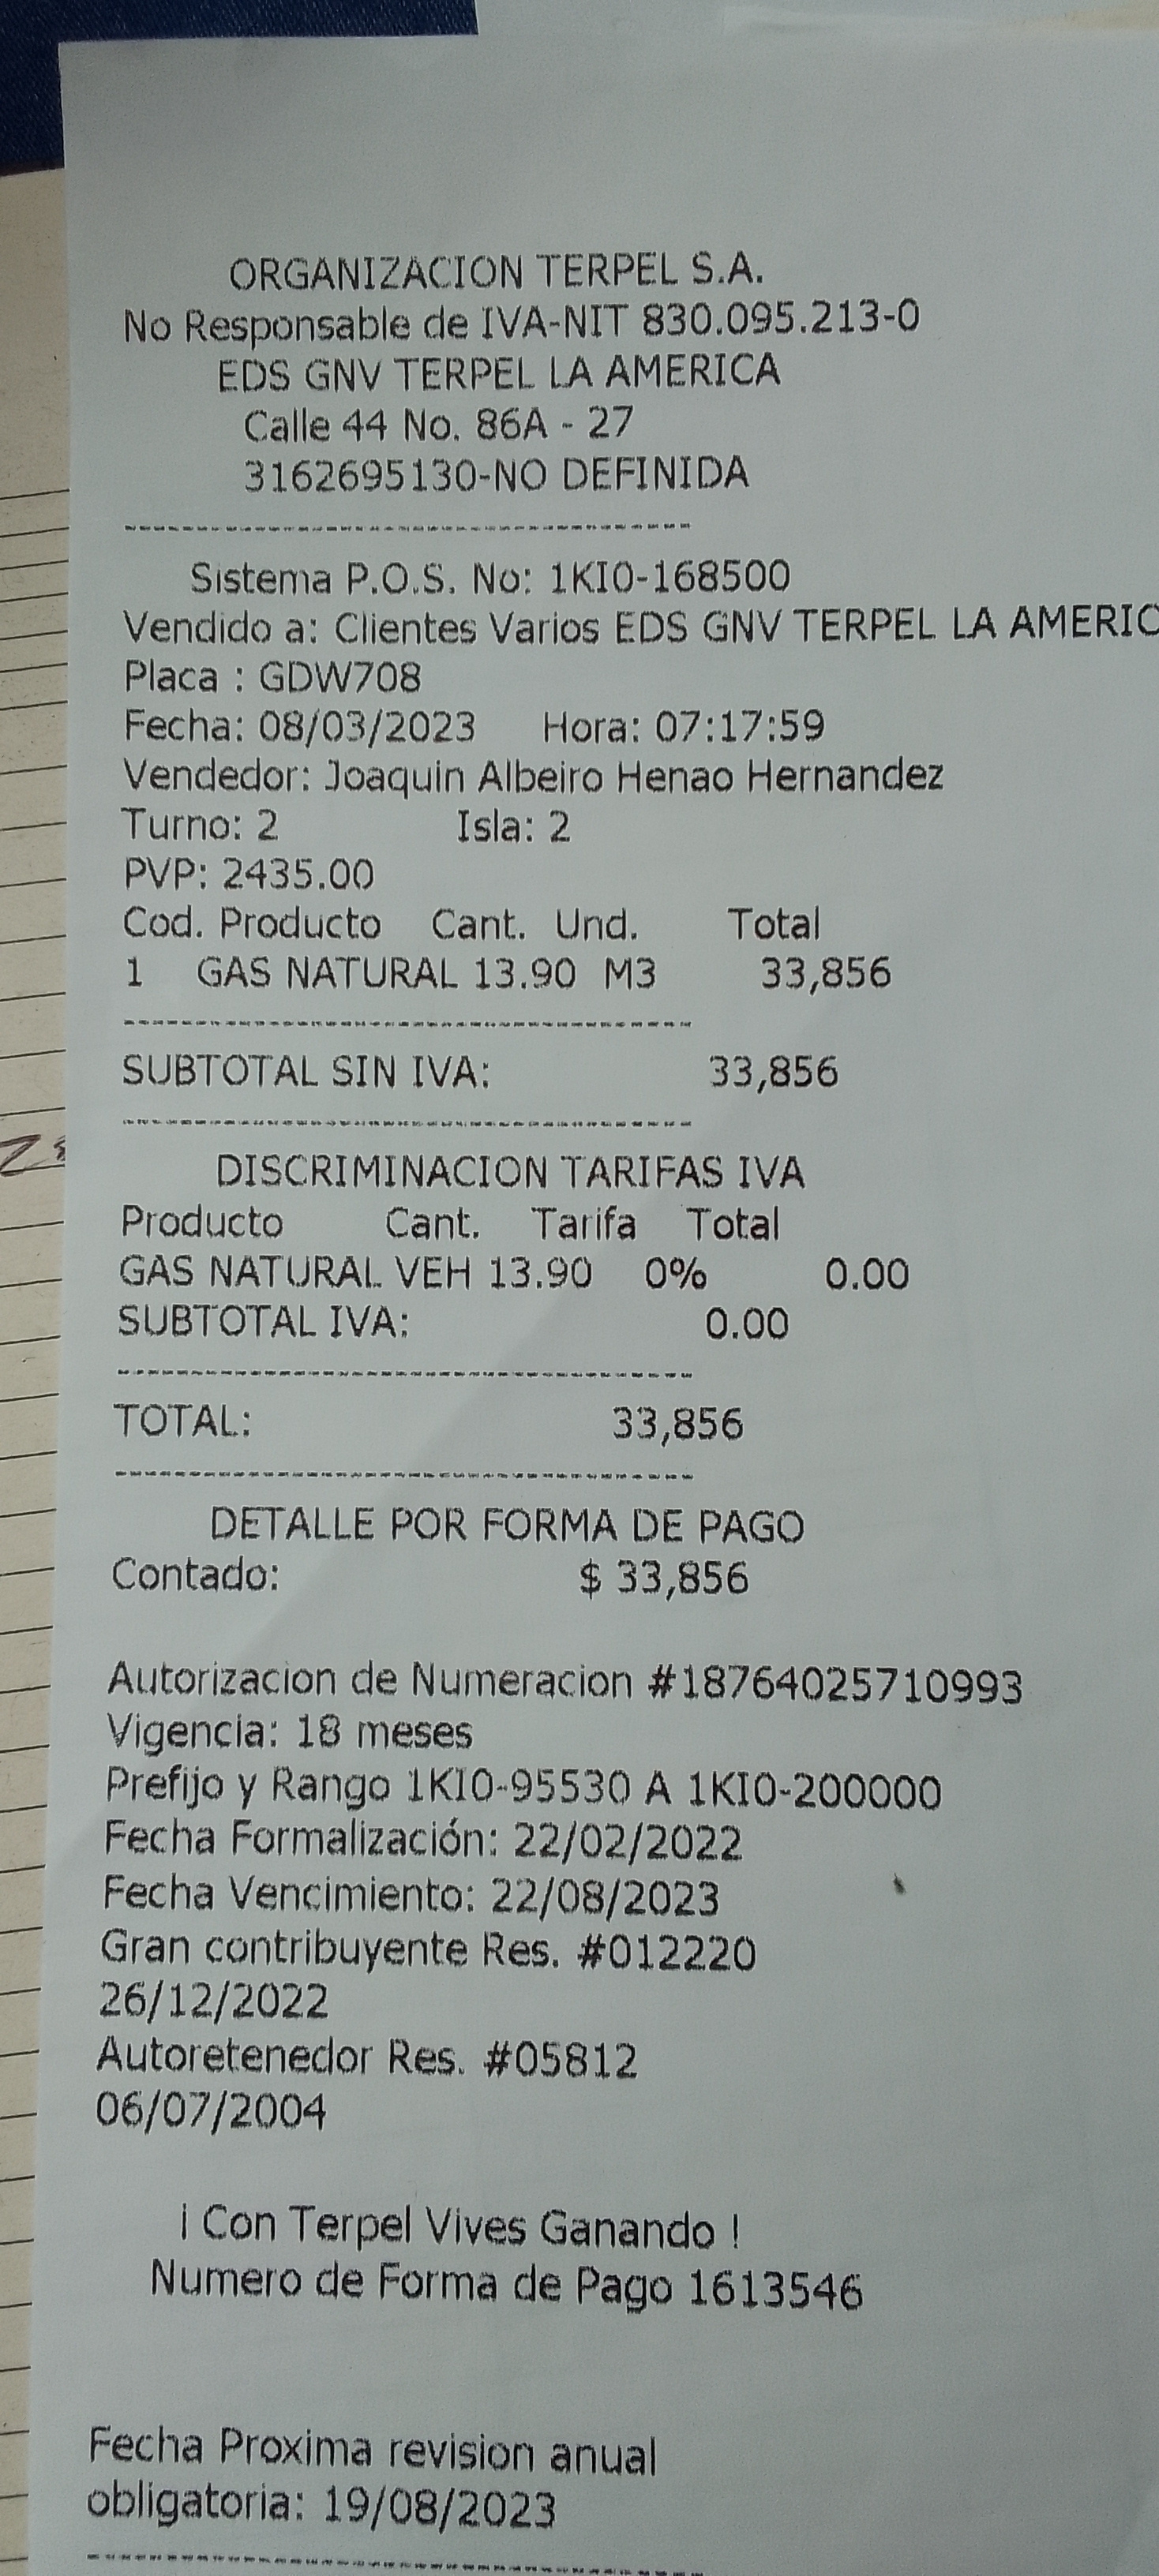 ORGANIZACION TERPEL S.A.
No Responsable de IVA-NIT 830.095.213-0
EDS GNV TERPEL LA AMERICA
Calle 44 No. 86A - 27
3162695130-NO DEFINIDA
Sistema P.O.S. No: 1KI0-168500
Vendido a: Clientes Varios EDS GNV TERPEL LA AMERIC
Placa : GDW708
Fecha: 08/03/2023 Hora: 07:17:59
Vendedor: Joaquin Albeiro Henao Hernandez
Turno: 2 Isla: 2
PVP: 2435.00
Cod. Producto Cant. Und. Total
1 GAS NATURAL 13.90 M3 33,856
SUBTOTAL SIN IVA: 33,856
DISCRIMINACION TARIFAS IVA
Producto Cant. Tarifa Total
GAS NATURAL VEH 13.90 0% 0.00
SUBTOTAL IVA: 0.00
TOTAL: 33,856
DETALLE POR FORMA DE PAGO
Contado: $ 33,856
Autorizacion de Numeracion #18764025710993
Vigencia: 18 meses
Prefijo y Rango 1KI0-95530 A 1KI0-200000
Fecha Formalización: 22/02/2022
Fecha Vencimiento: 22/08/2023
Gran contribuyente Res. #012220
26/12/2022
Autoretenedor Res. #05812
06/07/2004
¡ Con Terpel Vives Ganando !
Numero de Forma de Pago 1613546
Fecha Proxima revision anual
obligatoria: 19/08/2023